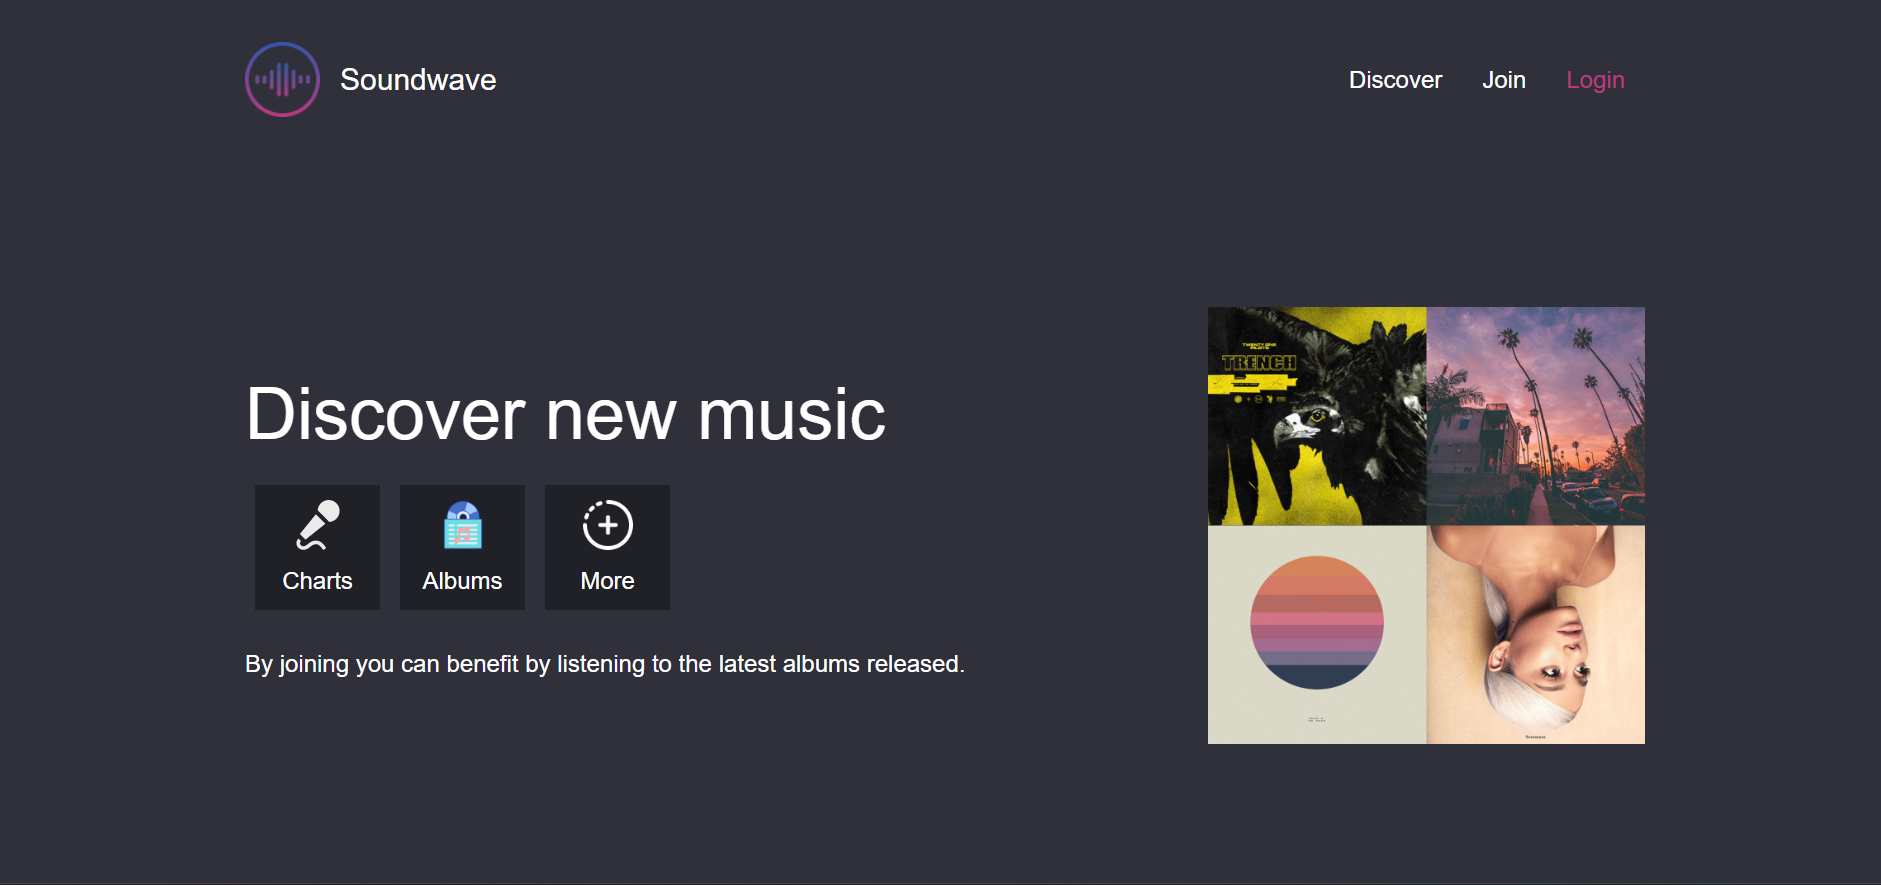 Soundwave
Discover
Join
Login
Discover new music
Charts
Albums
More
By joining you can benefit by listening to the latest albums released.
TWENTY ONE
PILOTS
TRENCH